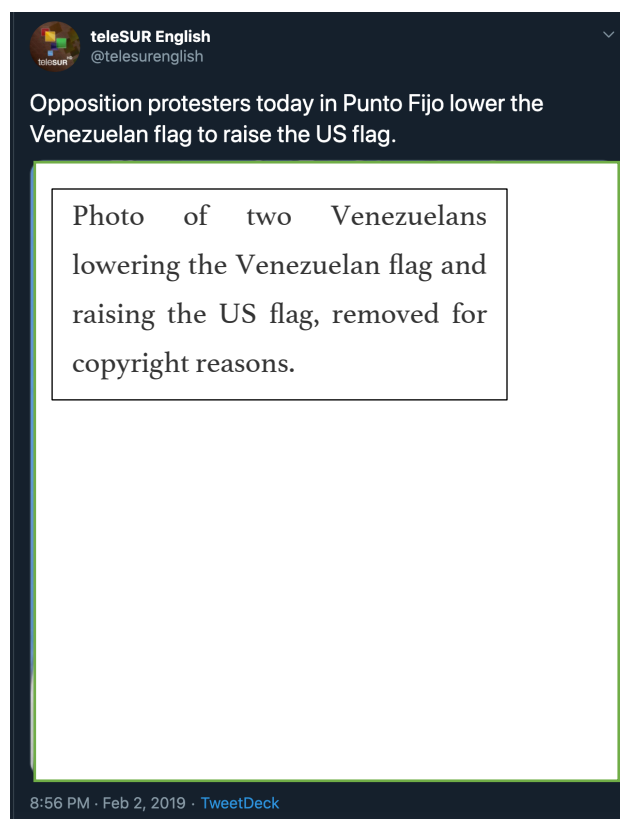 teleSUR English
@telesurenglish
teleSUR
Opposition protesters today in Punto Fijo lower the
Venezuelan flag to raise the US flag.
Photo of two Venezuelans
lowering the Venezuelan flag and
raising the US flag, removed for
copyright reasons.
8:56 PM · Feb 2, 2019 · TweetDeck